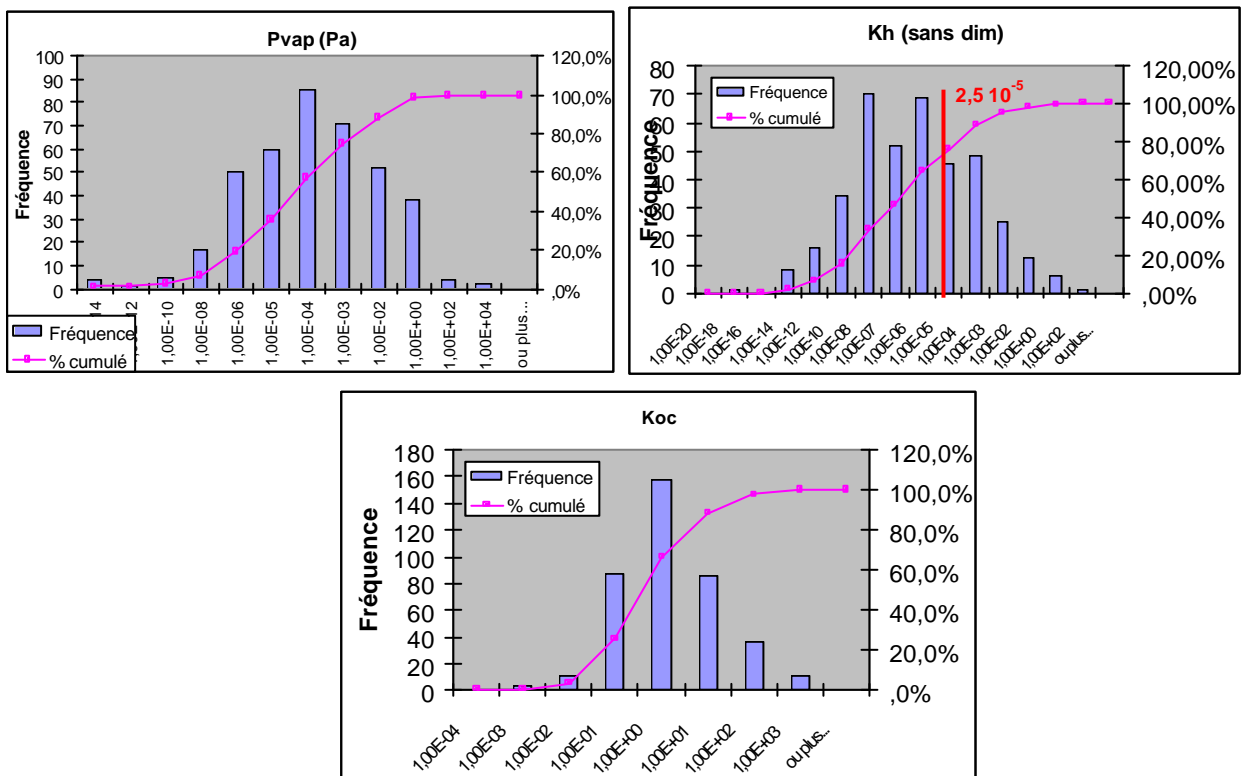 Pvap (Pa)
Fréquence
100
90
80
70
60
50
40
30
20
10
0
120,0%
100,0%
80,0%
60,0%
40,0%
20,0%
,0%
14
12
1,00E-10
1,00E-08
1,00E-06
1,00E-05
1,00E-04
1,00E-03
1,00E-02
1,00E+00
1,00E+02
1,00E+04
ou plus...
Fréquence
% cumulé
Kh (sans dim)
Fréquence
80
70
60
50
40
30
20
10
0
Fréquence
% cumulé
2,5 10-5
120,00%
100,00%
80,00%
60,00%
40,00%
20,00%
,00%
1,00E-20
1,00E-18
1,00E-16
1,00E-14
1,00E-12
1,00E-10
1,00E-08
1,00E-07
1,00E-06
1,00E-05
1,00E-04
1,00E-03
1,00E-02
1,00E+00
1,00E+02
ou plus...
Koc
Fréquence
180
160
140
120
100
80
60
40
20
0
Fréquence
% cumulé
120,0%
100,0%
80,0%
60,0%
40,0%
20,0%
,0%
1,00E-04
1,00E-03
1,00E-02
1,00E-01
1,00E+00
1,00E+01
1,00E+02
1,00E+03
ou plus...